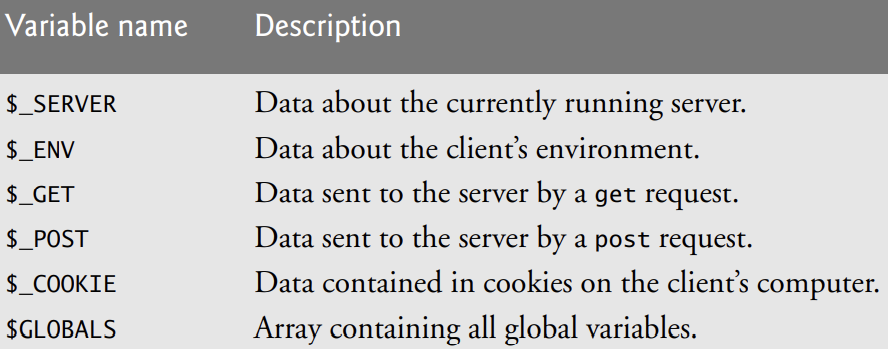 Variable name Description
$_SERVER Data about the currently running server.
$_ENV Data about the client’s environment.
$_GET Data sent to the server by a get request.
$_POST Data sent to the server by a post request.
$_COOKIE Data contained in cookies on the client’s computer.
$GLOBALS Array containing all global variables.